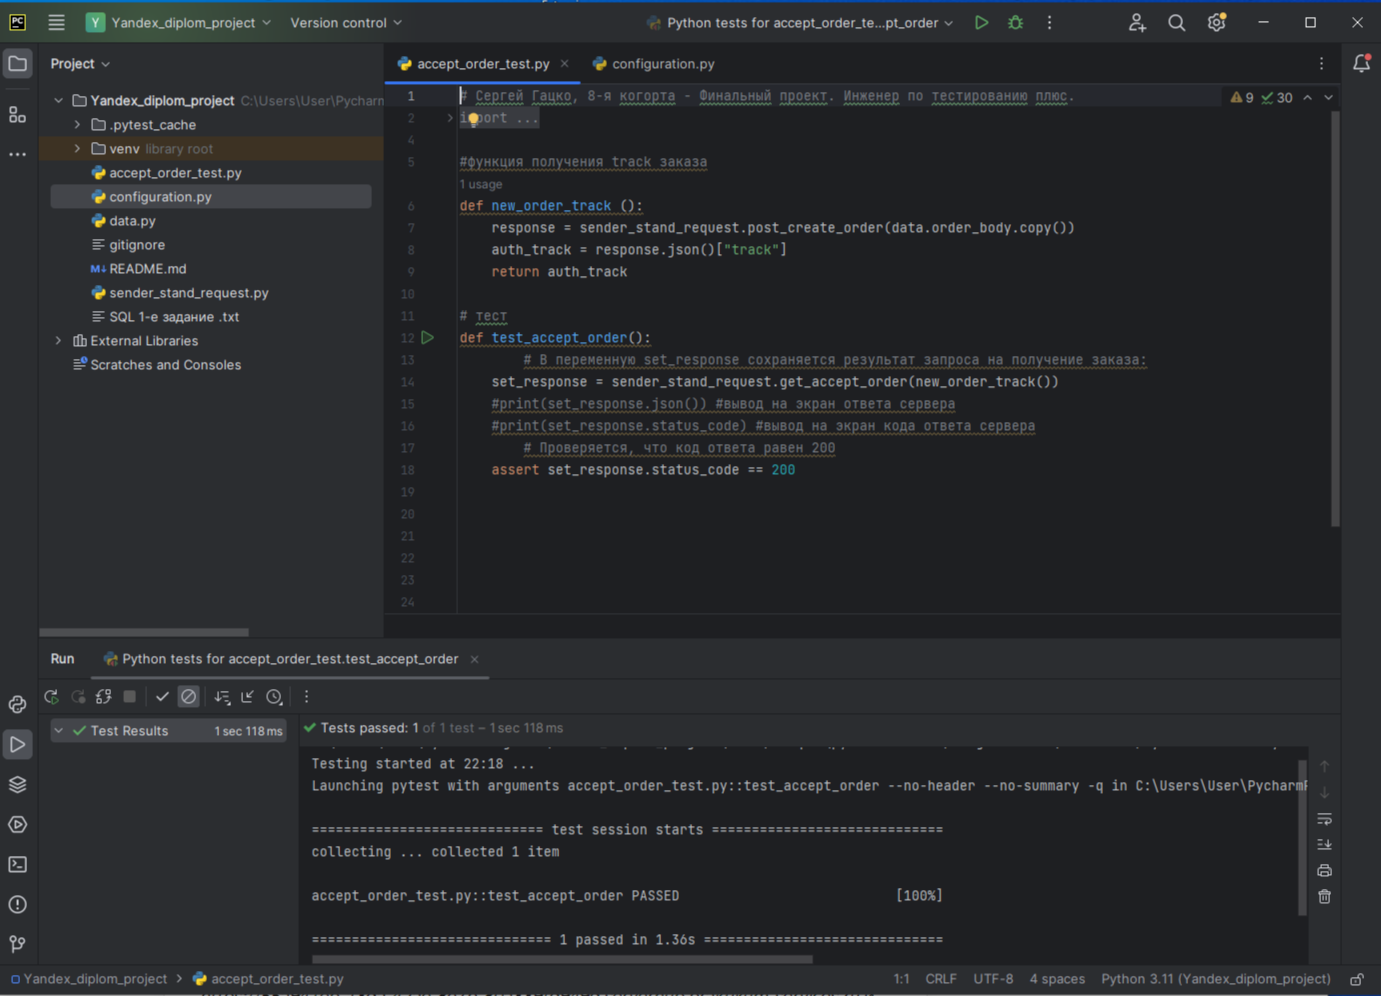 PC Y Yandex_diplom_project Version control Python tests for accept_order_te...pt_order
Project
Yandex_diplom_project C:\Users\User\Pycharm
.pytest_cache
venv library root
accept_order_test.py
configuration.py
data.py
gitignore
M↓ README.md
sender_stand_request.py
SQL 1-е задание .txt
External Libraries
Scratches and Consoles
accept_order_test.py configuration.py
9 30
1 # Сергей Гацко, 8-я когорта - Финальный проект. Инженер по тестированию плюс.
2 import ...
4
5 #функция получения track заказа
1 usage
6 def new_order_track ():
7 response = sender_stand_request.post_create_order(data.order_body.copy())
8 auth_track = response.json()["track"]
9 return auth_track
10
11 # тест
12 def test_accept_order():
13 # В переменную set_response сохраняется результат запроса на получение заказа:
14 set_response = sender_stand_request.get_accept_order(new_order_track())
15 #print(set_response.json()) #вывод на экран ответа сервера
16 #print(set_response.status_code) #вывод на экран кода ответа сервера
17 # Проверяется, что код ответа равен 200
18 assert set_response.status_code == 200
19
20
21
22
23
24
Run Python tests for accept_order_test.test_accept_order
Test Results 1 sec 118 ms
Tests passed: 1 of 1 test – 1 sec 118 ms
Testing started at 22:18 ...
Launching pytest with arguments accept_order_test.py::test_accept_order --no-header --no-summary -q in C:\Users\User\Pycharm
============================= test session starts =============================
collecting ... collected 1 item
accept_order_test.py::test_accept_order PASSED [100%]
============================== 1 passed in 1.36s ==============================
Yandex_diplom_project > accept_order_test.py 1:1 CRLF UTF-8 4 spaces Python 3.11 (Yandex_diplom_project)